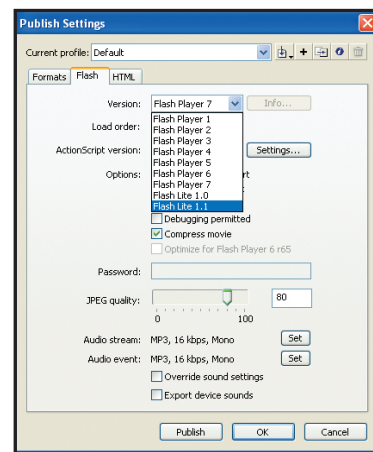 Publish Settings
Current profile: Default
Formats Flash HTML
Version: Flash Player 7 Info...
Flash Player 1
Load order:
Flash Player 2
Flash Player 3
ActionScript version: Flash Player 4 Settings...
Flash Player 5
Options: Flash Player 6 rt
Flash Player 7
Flash Lite 1.0
Flash Lite 1.1
Debugging permitted
Compress movie
Optimize for Flash Player 6 r65
Password:
JPEG quality: 80
0 100
Audio stream: MP3, 16 kbps, Mono Set
Audio event: MP3, 16 kbps, Mono Set
Override sound settings
Export device sounds
Publish OK Cancel